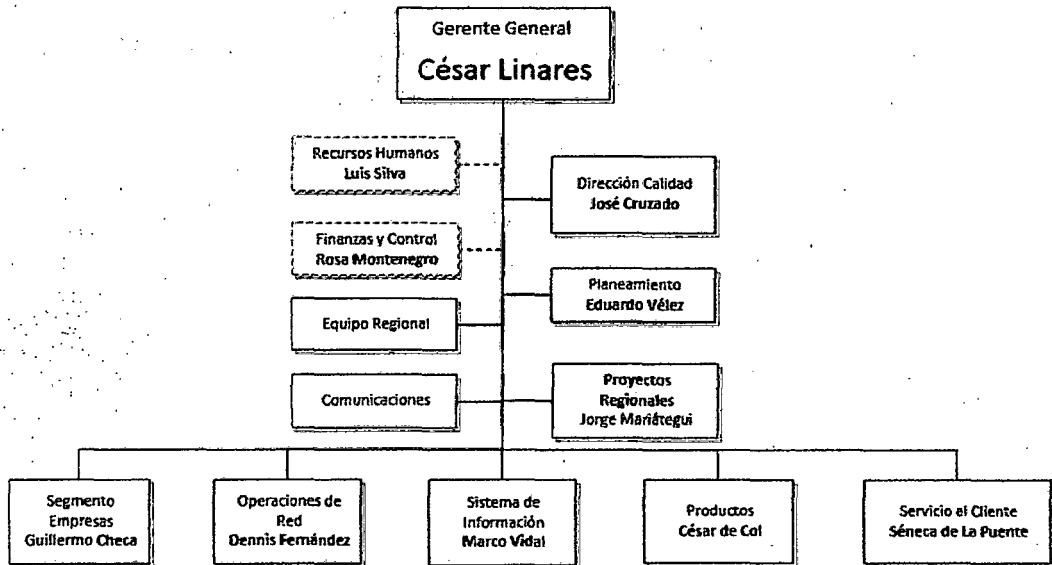 Gerente General
César Linares
Recursos Humanos
Luis Silva
Dirección Calidad
José Cruzado
Finanzas y Control
Rosa Montenegro
Planeamiento
Eduardo Vélez
Equipo Regional
Comunicaciones
Proyectos
Regionales
Jorge Mariátegui
Segmento
Empresas
Guillermo Checa
Operaciones de
Red
Dennis Fernández
Sistema de
Información
Marco Vidal
Productos
César de Col
Servicio al Cliente
Séneca de La Puente